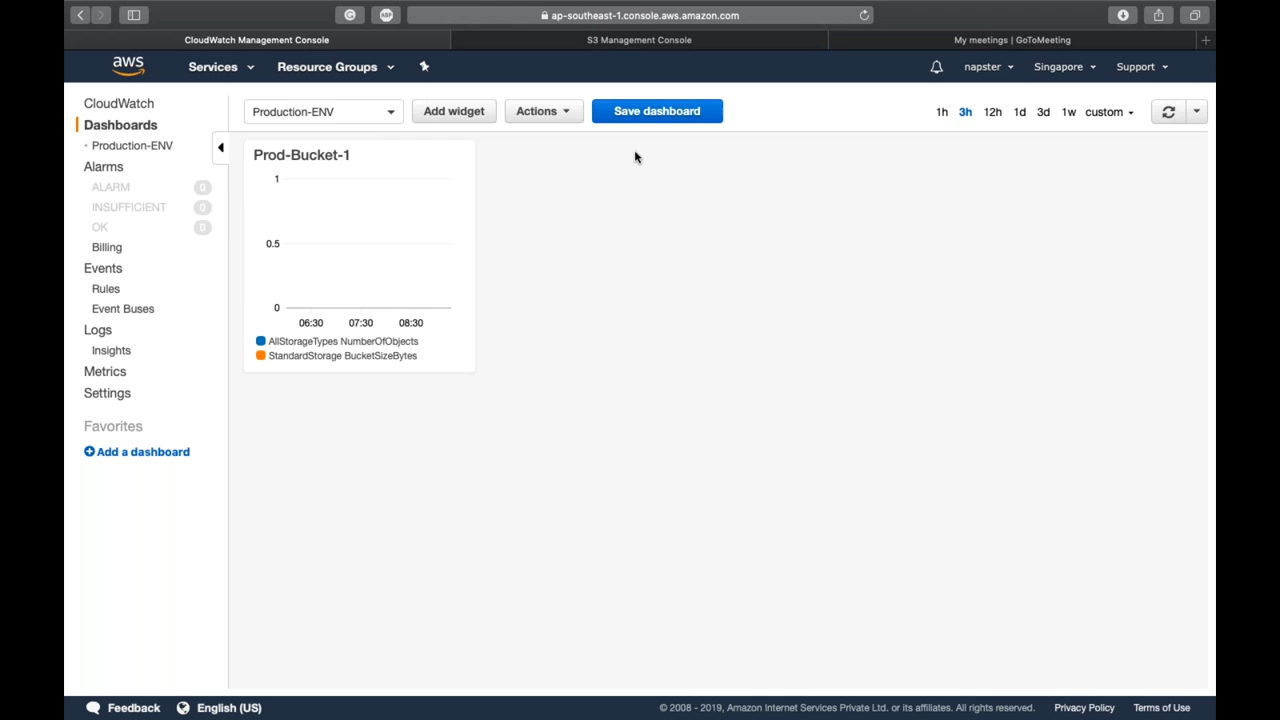 ap-southeast-1.console.aws.amazon.com
CloudWatch Management Console
S3 Management Console
My meetings | GoToMeeting
aws
Services
Resource Groups
napster
Singapore
Support
CloudWatch
Dashboards
Production-ENV
Alarms
ALARM 0
INSUFFICIENT 0
OK 0
Billing
Events
Rules
Event Buses
Logs
Insights
Metrics
Settings
Favorites
Add a dashboard
Production-ENV
Add widget
Actions
Save dashboard
1h 3h 12h 1d 3d 1w custom
Prod-Bucket-1
1
0.5
0
06:30 07:30 08:30
AllStorageTypes NumberOfObjects
StandardStorage BucketSizeBytes
Feedback
English (US)
© 2008 - 2019, Amazon Internet Services Private Ltd. or its affiliates. All rights reserved.
Privacy Policy
Terms of Use